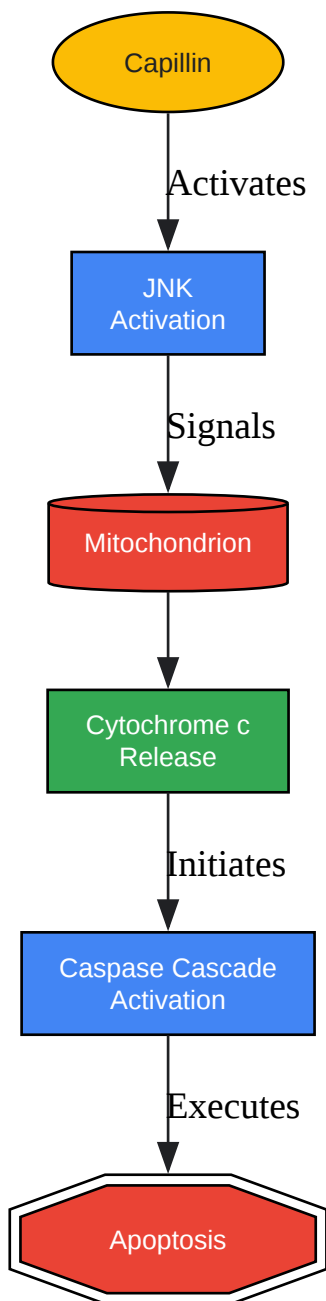 Capillin
Activates
JNK
Activation
Signals
Mitochondrion
Cytochrome c
Release
Initiates
Caspase Cascade
Activation
Executes
Apoptosis